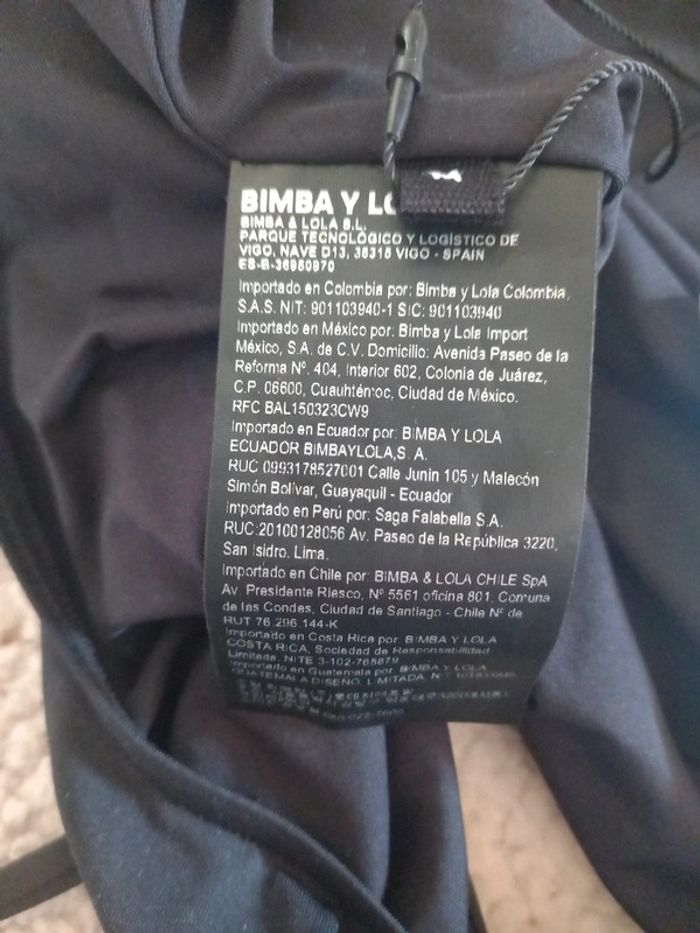 BIMBA Y LO
BIMBA & LOLA S.L.
PARQUE TECNOLÓGICO Y LOGÍSTICO DE
VIGO, NAVE D13, 36315 VIGO - SPAIN
ES-B-36950970
Importado en Colombia por: Bimba y Lola Colombia,
S.A.S. NIT: 901103940-1 SIC: 901103940
Importado en México por: Bimba y Lola Import
México, S.A. de C.V. Domicilio: Avenida Paseo de la
Reforma Nº. 404, Interior 602, Colonia de Juárez,
C.P. 06600, Cuauhtémoc, Ciudad de México.
RFC BAL150323CW9
Importado en Ecuador por: BIMBA Y LOLA
ECUADOR BIMBAYLOLA,S. A.
RUC 0993178527001 Calle Junin 105 y Malecón
Simón Bolívar, Guayaquil - Ecuador
Importado en Perú por: Saga Falabella S.A.
RUC:20100128056 Av. Paseo de la República 3220,
San Isidro. Lima.
Importado en Chile por: BIMBA & LOLA CHILE SpA
Av. Presidente Riesco, Nº 5561 oficina 801. Comuna
de las Condes, Ciudad de Santiago - Chile Nº de
RUT 76.296.144-K
Importado en Costa Rica por: BIMBA Y LOLA
COSTA RICA, Sociedad de Responsabilidad
Limitada. NITE 3-102-765879
Importado en Guatemala por: BIMBA Y LOLA
GUATEMALA DISEÑO, LIMITADA.